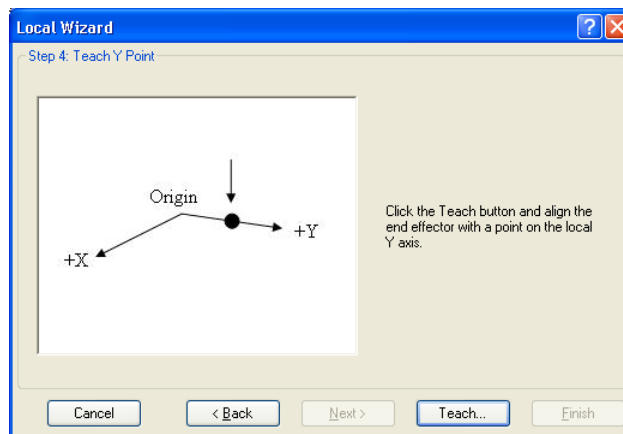 Local Wizard
Step 4: Teach Y Point
Origin
+X
+Y
Click the Teach button and align the
end effector with a point on the local
Y axis.
Cancel
< Back
Next >
Teach...
Finish